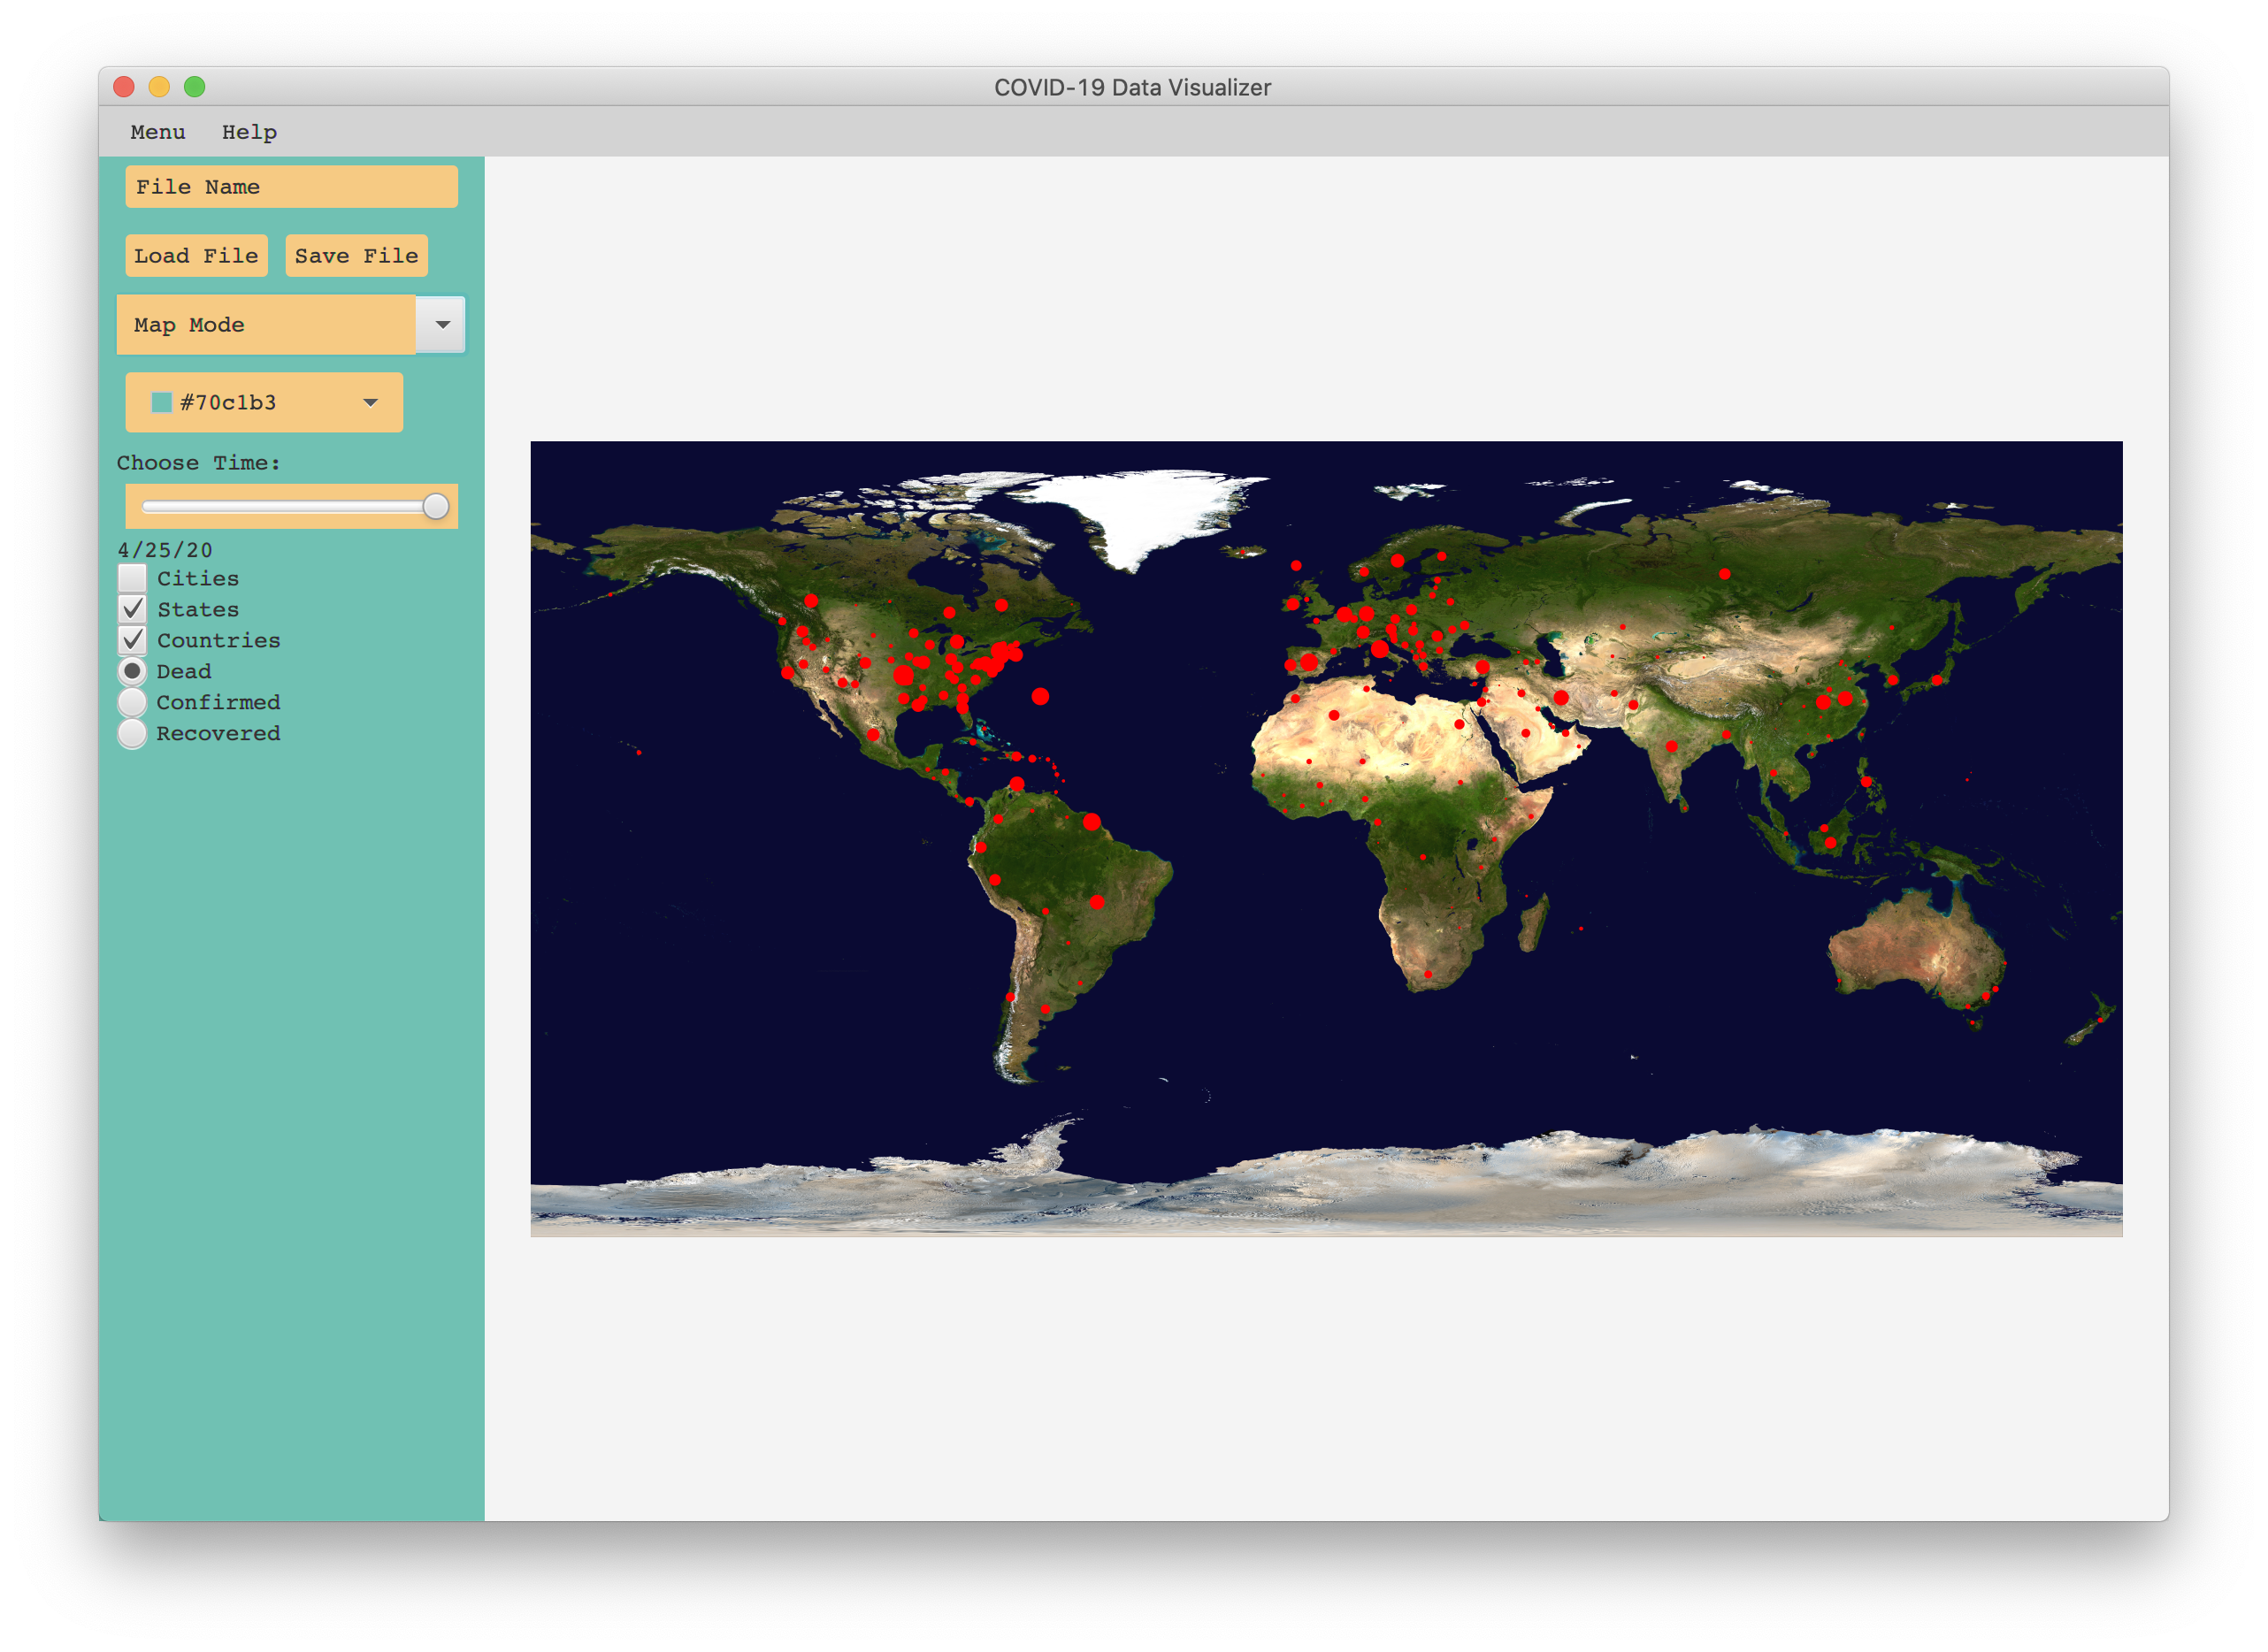 COVID-19 Data Visualizer
Menu Help
File Name
Load File Save File
Map Mode
#70c1b3
Choose Time:
4/25/20
Cities
States
Countries
Dead
Confirmed
Recovered